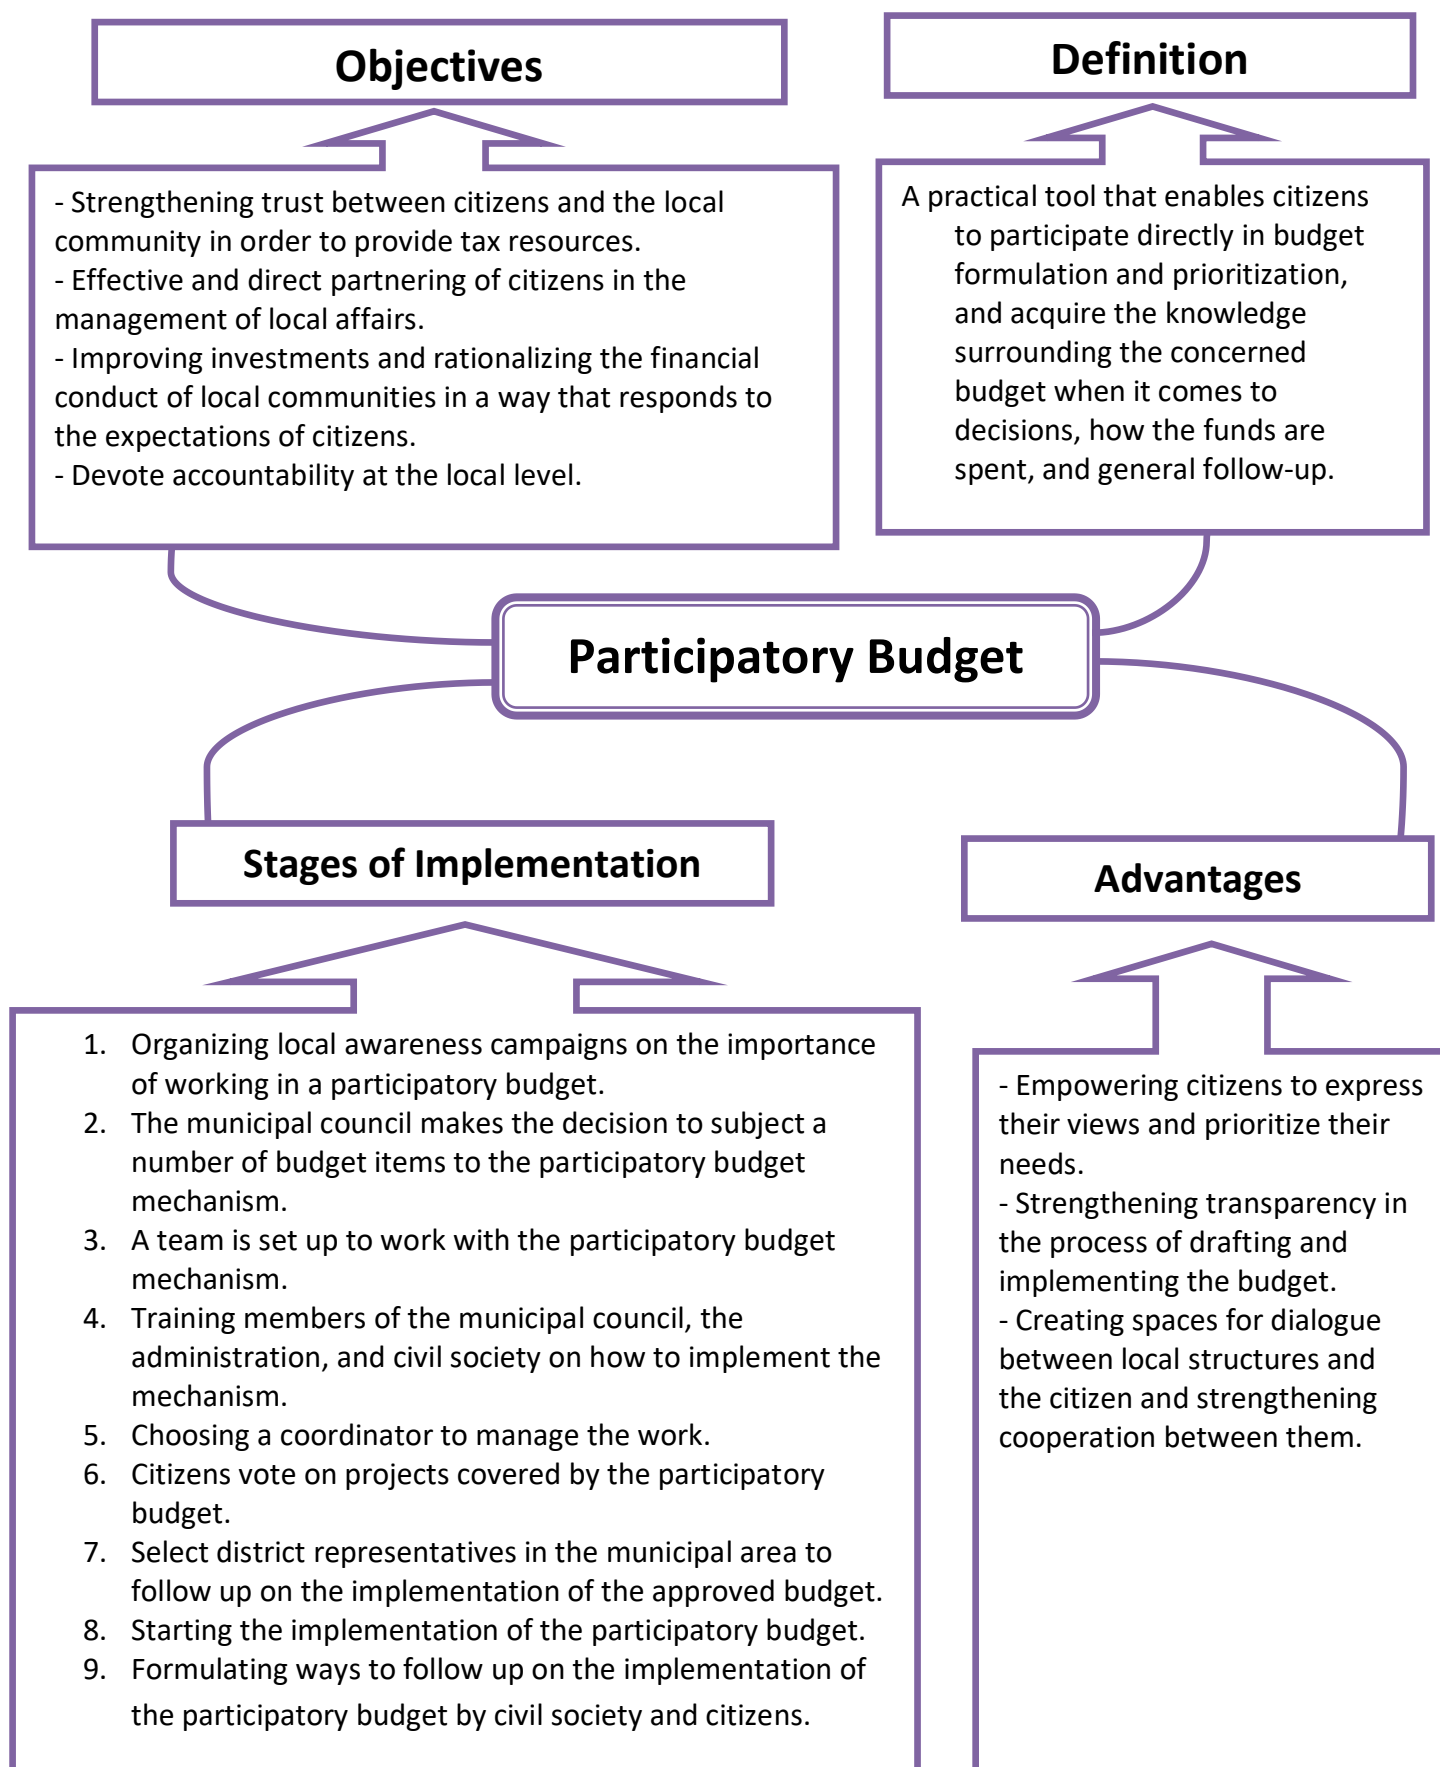 Objectives
- Strengthening trust between citizens and the local
community in order to provide tax resources.
- Effective and direct partnering of citizens in the
management of local affairs.
- Improving investments and rationalizing the financial
conduct of local communities in a way that responds to
the expectations of citizens.
- Devote accountability at the local level.
Definition
A practical tool that enables citizens
to participate directly in budget
formulation and prioritization,
and acquire the knowledge
surrounding the concerned
budget when it comes to
decisions, how the funds are
spent, and general follow-up.
Participatory Budget
Stages of Implementation
1. Organizing local awareness campaigns on the importance
of working in a participatory budget.
2. The municipal council makes the decision to subject a
number of budget items to the participatory budget
mechanism.
3. A team is set up to work with the participatory budget
mechanism.
4. Training members of the municipal council, the
administration, and civil society on how to implement the
mechanism.
5. Choosing a coordinator to manage the work.
6. Citizens vote on projects covered by the participatory
budget.
7. Select district representatives in the municipal area to
follow up on the implementation of the approved budget.
8. Starting the implementation of the participatory budget.
9. Formulating ways to follow up on the implementation of
the participatory budget by civil society and citizens.
Advantages
- Empowering citizens to express
their views and prioritize their
needs.
- Strengthening transparency in
the process of drafting and
implementing the budget.
- Creating spaces for dialogue
between local structures and
the citizen and strengthening
cooperation between them.